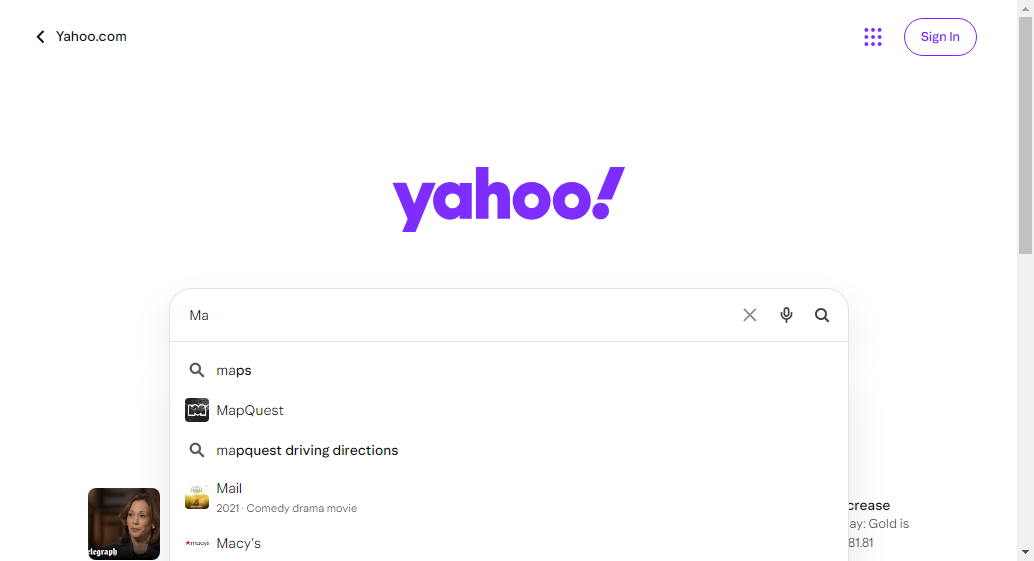 Yahoo.com
Sign In
yahoo!
Ma
maps
MapQuest
mapquest driving directions
Mail
2021 · Comedy drama movie
Macy's
macys
elegraph
crease
ay: Gold is
81.81